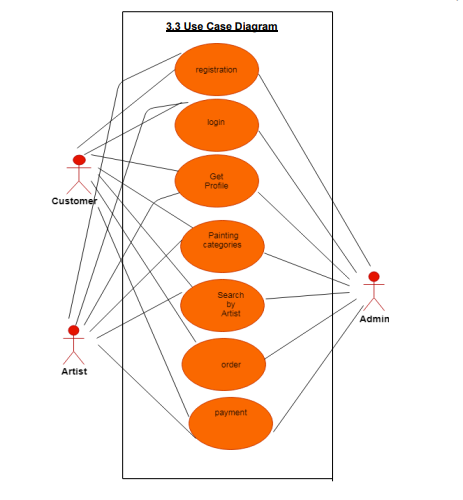 3.3 Use Case Diagram
registration
login
Get
Profile
Customer
Painting
categories
Search
by
Artist
Admin
Artist
order
payment